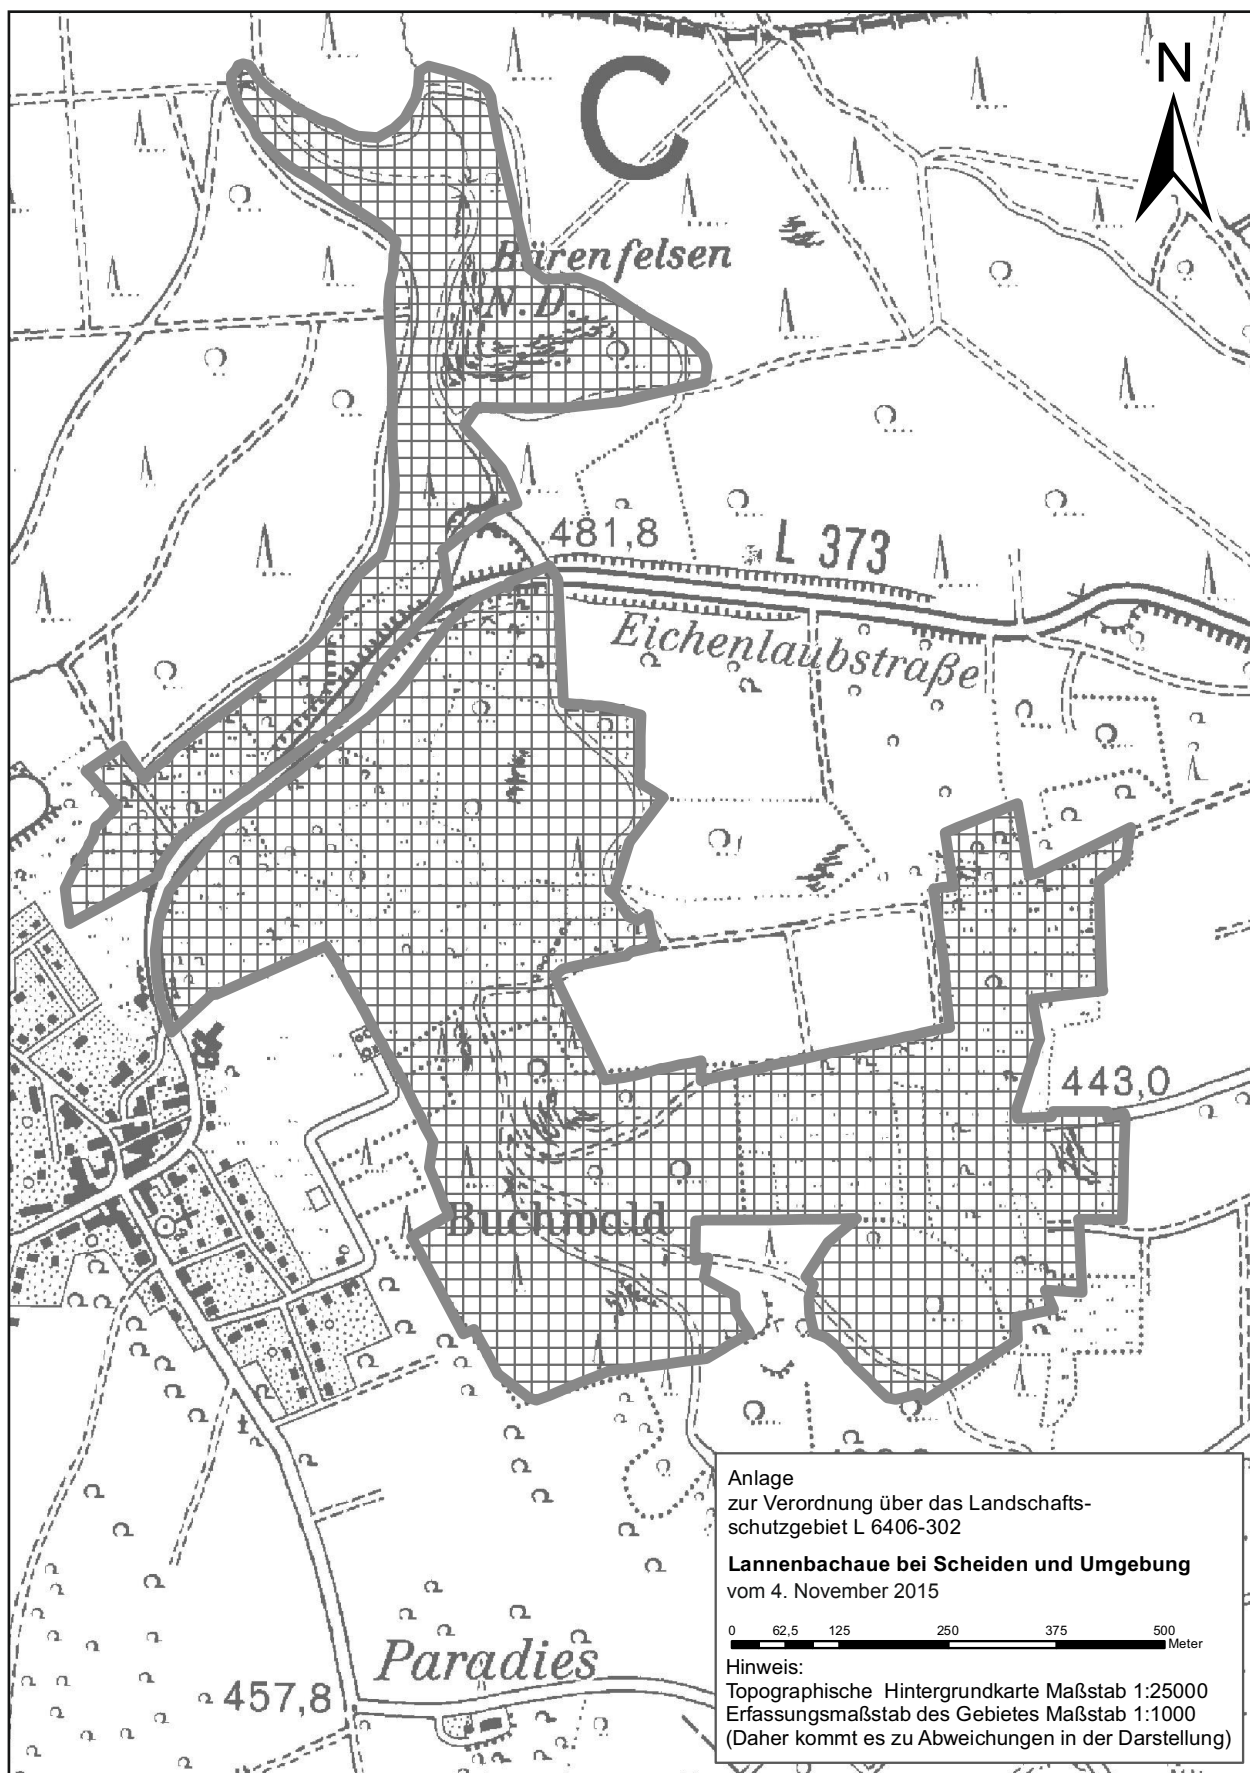 C
N
Bärenfelsen
N. D.
481,8
L 373
Eichenlaubstraße
443,0
Buchwald
Paradies
457,8
Anlage
zur Verordnung über das Landschafts-
schutzgebiet L 6406-302
Lannenbachaue bei Scheiden und Umgebung
vom 4. November 2015
0 62,5 125 250 375 500
Meter
Hinweis:
Topographische Hintergrundkarte Maßstab 1:25000
Erfassungsmaßstab des Gebietes Maßstab 1:1000
(Daher kommt es zu Abweichungen in der Darstellung)